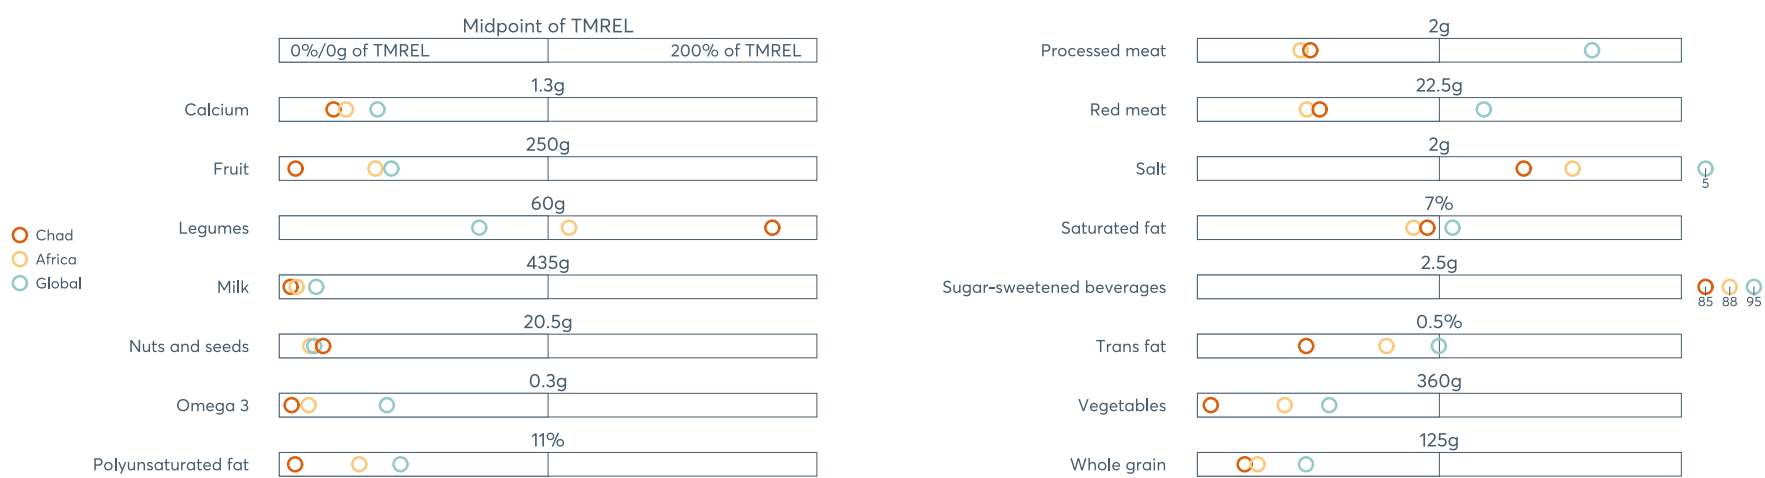 Midpoint of TMREL
0%/0g of TMREL
200% of TMREL
1.3g
Calcium
250g
Fruit
60g
Legumes
435g
Milk
20.5g
Nuts and seeds
0.3g
Omega 3
11%
Polyunsaturated fat
Chad
Africa
Global
2g
Processed meat
22.5g
Red meat
2g
Salt
5
7%
Saturated fat
2.5g
Sugar-sweetened beverages
85 88 95
0.5%
Trans fat
360g
Vegetables
125g
Whole grain